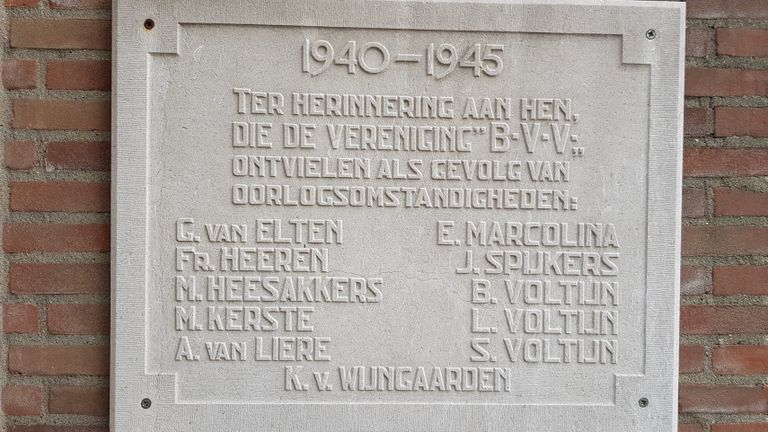 1940-1945
TER HERINNERING AAN HEN,
DIE DE VERENIGING "B·V·V·„
ONTVIELEN ALS GEVOLG VAN
OORLOGSOMSTANDIGHEDEN:
G. VAN ELTEN E. MARCOLINA
FR. HEEREN J. SPIJKERS
M. HEESAKKERS B. VOLTIJN
M. KERSTE L. VOLTIJN
A. VAN LIERE S. VOLTIJN
K. v. WIJNGAARDEN